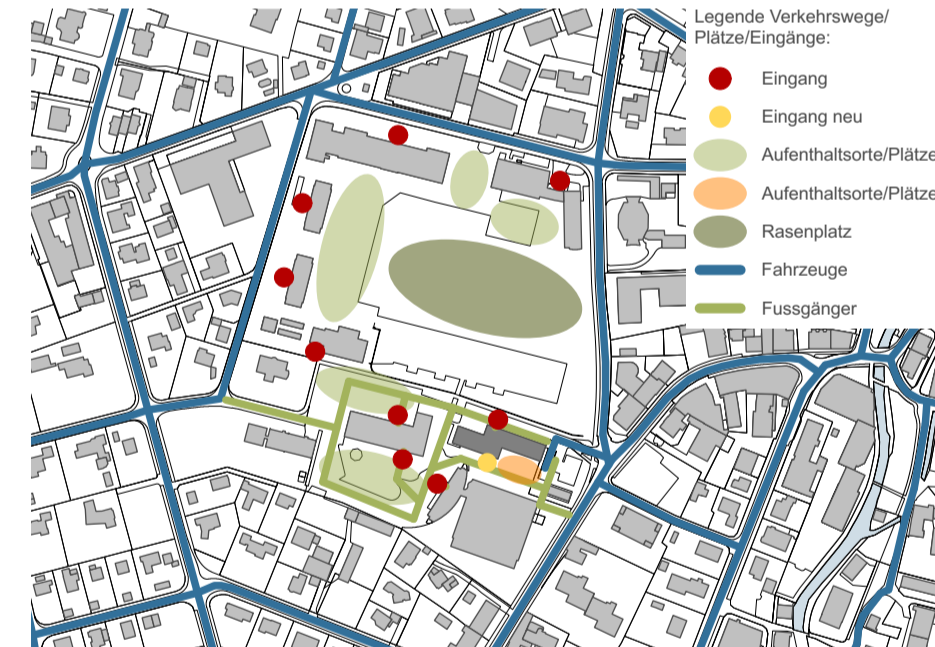 Legende Verkehrswege/
Plätze/Eingänge:
Eingang
Eingang neu
Aufenthaltsorte/Plätze
Aufenthaltsorte/Plätze
Rasenplatz
Fahrzeuge
Fussgänger